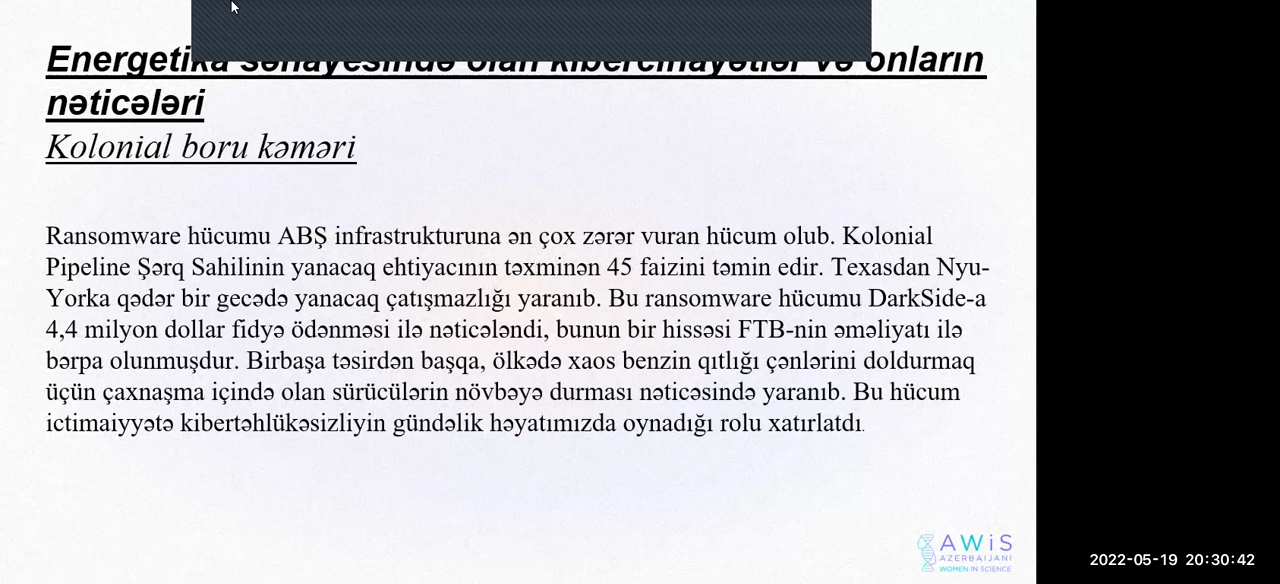 Energetika sənayesində olan kibercinayətlər və onların
nəticələri
Kolonial boru kəməri
Ransomware hücumu ABŞ infrastrukturuna ən çox zərər vuran hücum olub. Kolonial
Pipeline Şərq Sahilinin yanacaq ehtiyacının təxminən 45 faizini təmin edir. Texasdan Nyu-
Yorka qədər bir gecədə yanacaq çatışmazlığı yaranıb. Bu ransomware hücumu DarkSide-a
4,4 milyon dollar fidyə ödənməsi ilə nəticələndi, bunun bir hissəsi FTB-nin əməliyatı ilə
bərpa olunmuşdur. Birbaşa təsirdən başqa, ölkədə xaos benzin qıtlığı çənlərini doldurmaq
üçün çaxnaşma içində olan sürücülərin növbəyə durması nəticəsində yaranıb. Bu hücum
ictimaiyyətə kibertəhlükəsizliyin gündəlik həyatımızda oynadığı rolu xatırlatdı.
AWiS
AZERBAIJANI
WOMEN IN SCIENCE
2022-05-19 20:30:42